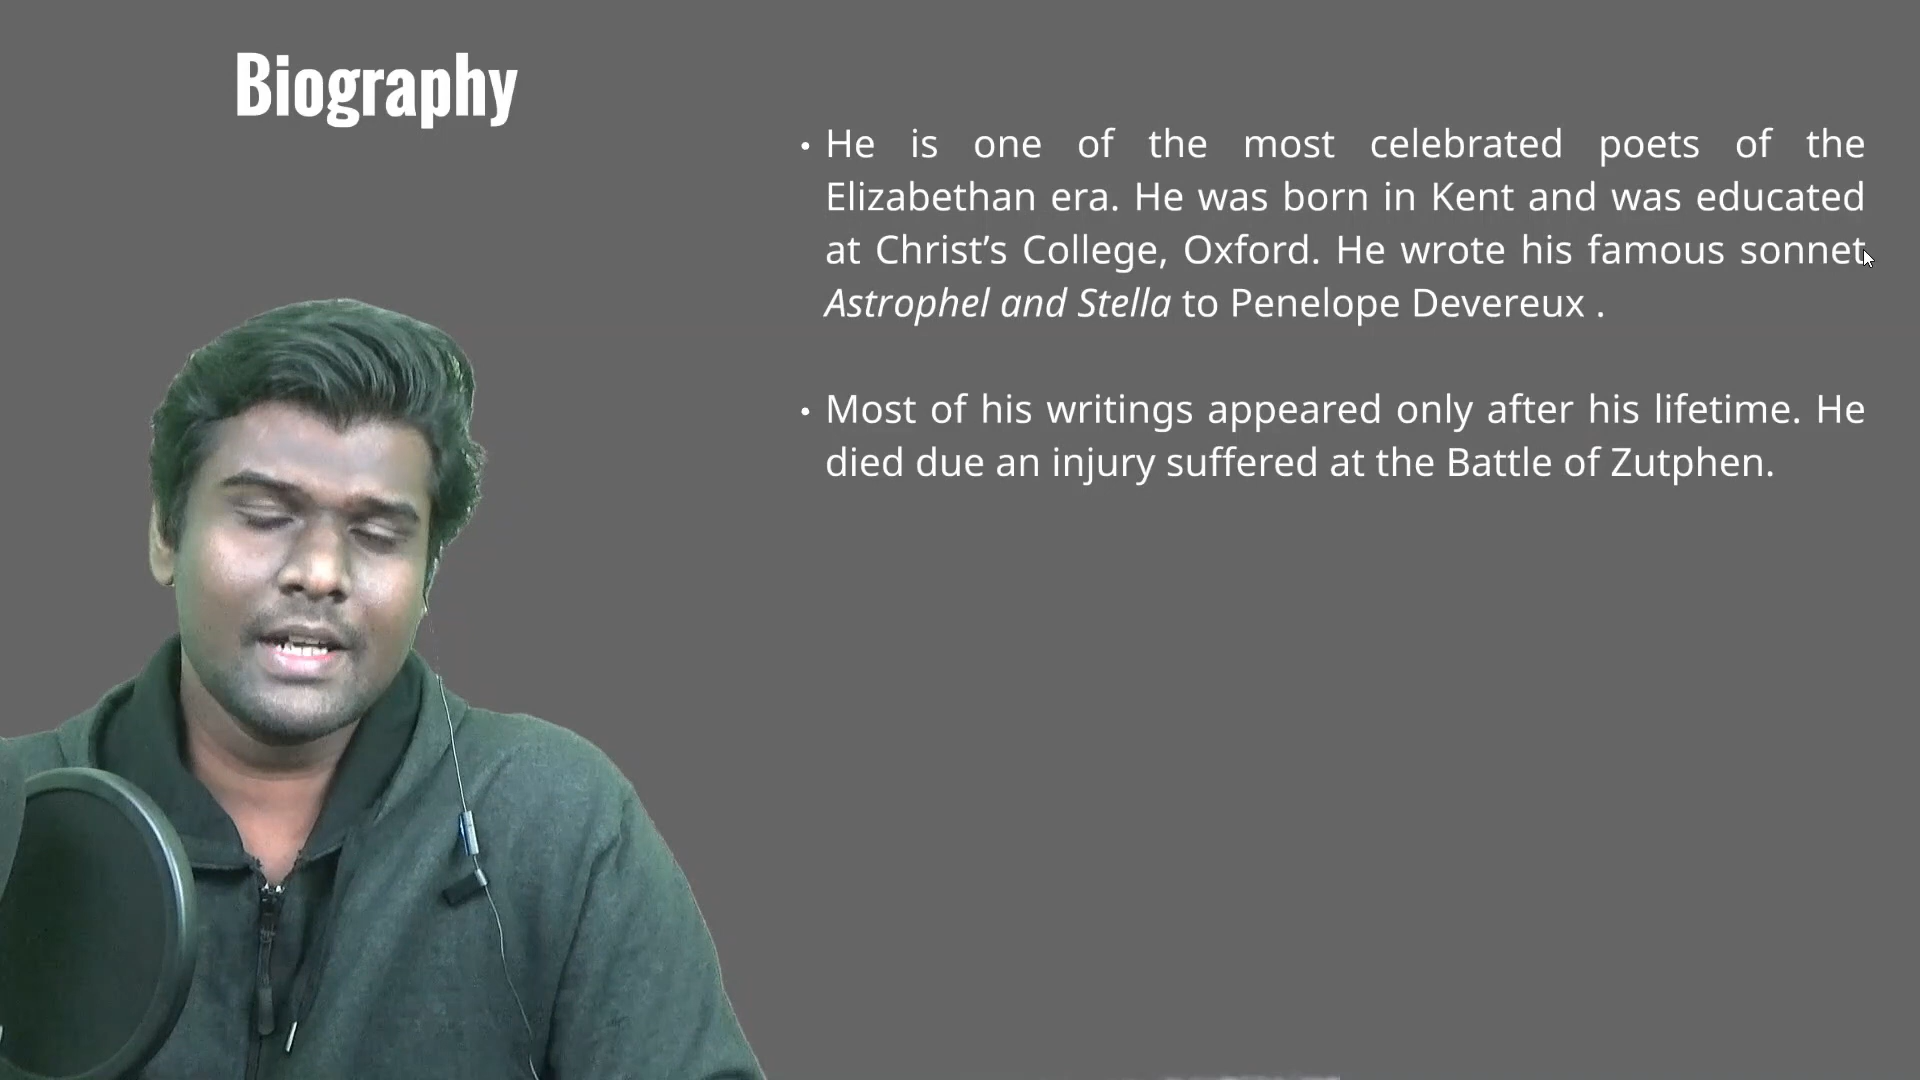 Biography
• He is one of the most celebrated poets of the
Elizabethan era. He was born in Kent and was educated
at Christ’s College, Oxford. He wrote his famous sonnet
Astrophel and Stella to Penelope Devereux .
• Most of his writings appeared only after his lifetime. He
died due an injury suffered at the Battle of Zutphen.